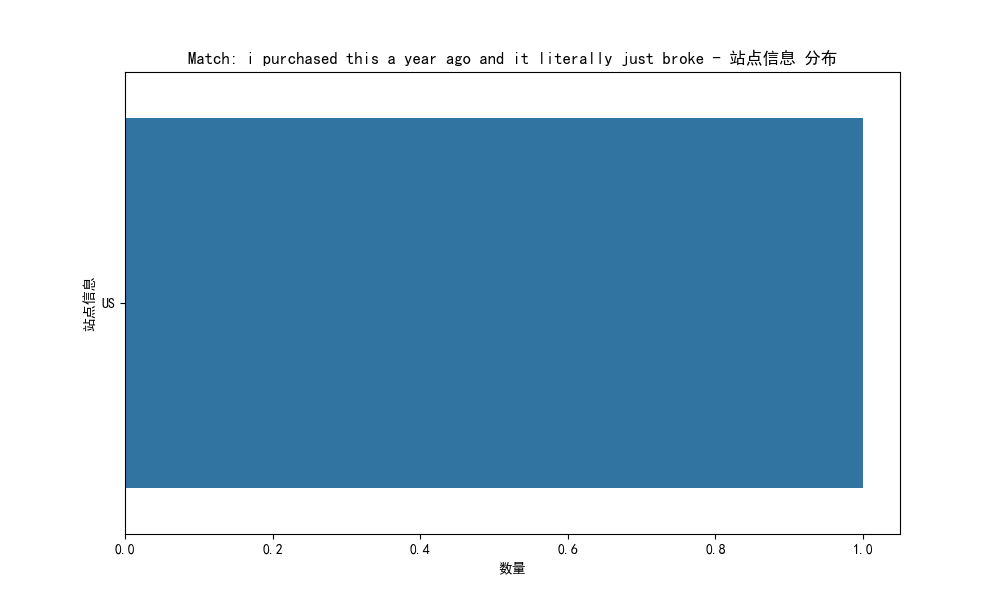 Match: i purchased this a year ago and it literally just broke - 站点信息 分布
站点信息
US
0.0 0.2 0.4 0.6 0.8 1.0
数量